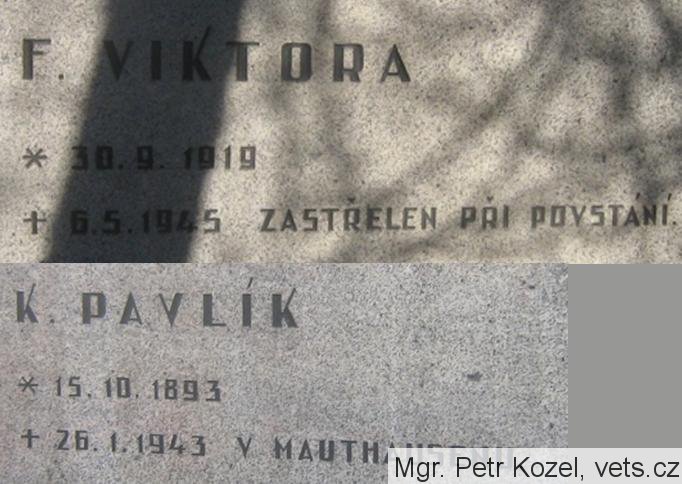 F. VIKTORA
* 30. 9. 1919
† 6.5.1945 ZASTŘELEN PŘI POVSTÁNÍ.
K. PAVLÍK
* 15. 10. 1893
† 26. 1. 1943 V MAUTHAUSENU
Mgr. Petr Kozel, vets.cz